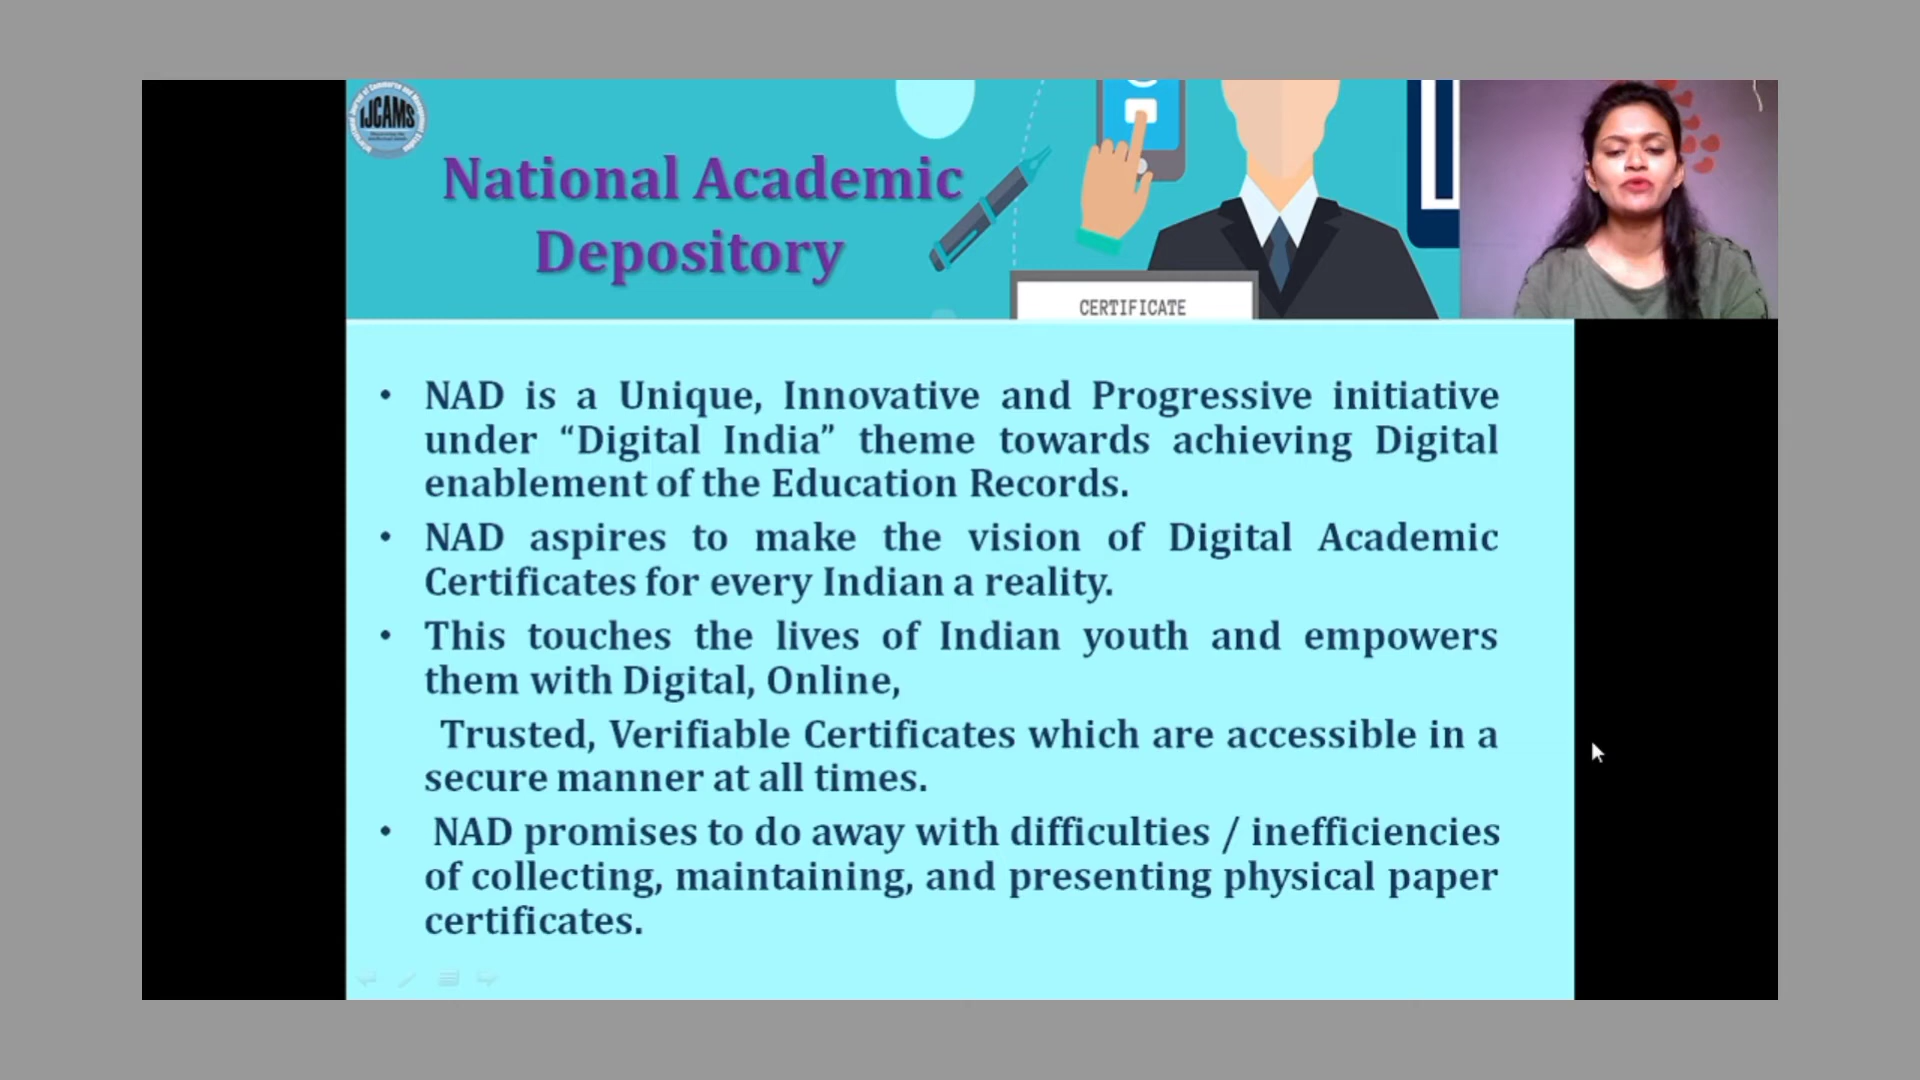 IJCAMS
National Academic
Depository
CERTIFICATE
• NAD is a Unique, Innovative and Progressive initiative
under “Digital India” theme towards achieving Digital
enablement of the Education Records.
• NAD aspires to make the vision of Digital Academic
Certificates for every Indian a reality.
• This touches the lives of Indian youth and empowers
them with Digital, Online,
Trusted, Verifiable Certificates which are accessible in a
secure manner at all times.
• NAD promises to do away with difficulties / inefficiencies
of collecting, maintaining, and presenting physical paper
certificates.